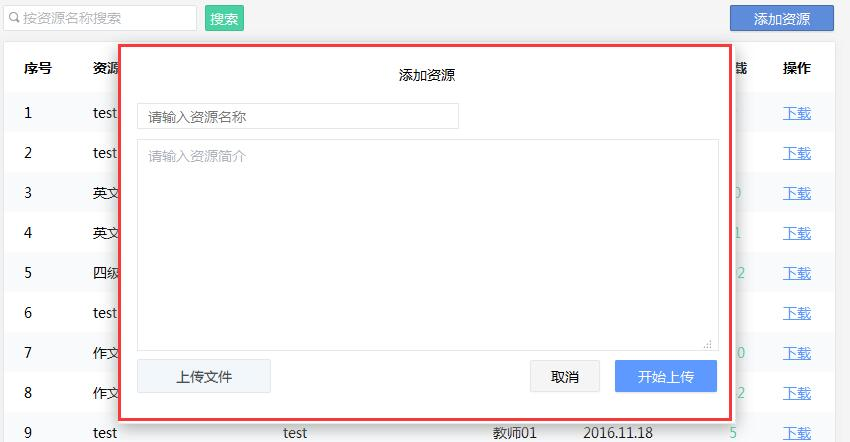 按资源名称搜索 搜索 添加资源
序号 资源 载 操作
添加资源
1 test 下载
请输入资源名称
2 test 下载
请输入资源简介
3 英文 0 下载
4 英文 1 下载
5 四级 2 下载
6 test 下载
7 作文 0 下载
8 作文 2 下载
上传文件 取消 开始上传
9 test test 教师01 2016.11.18 5 下载